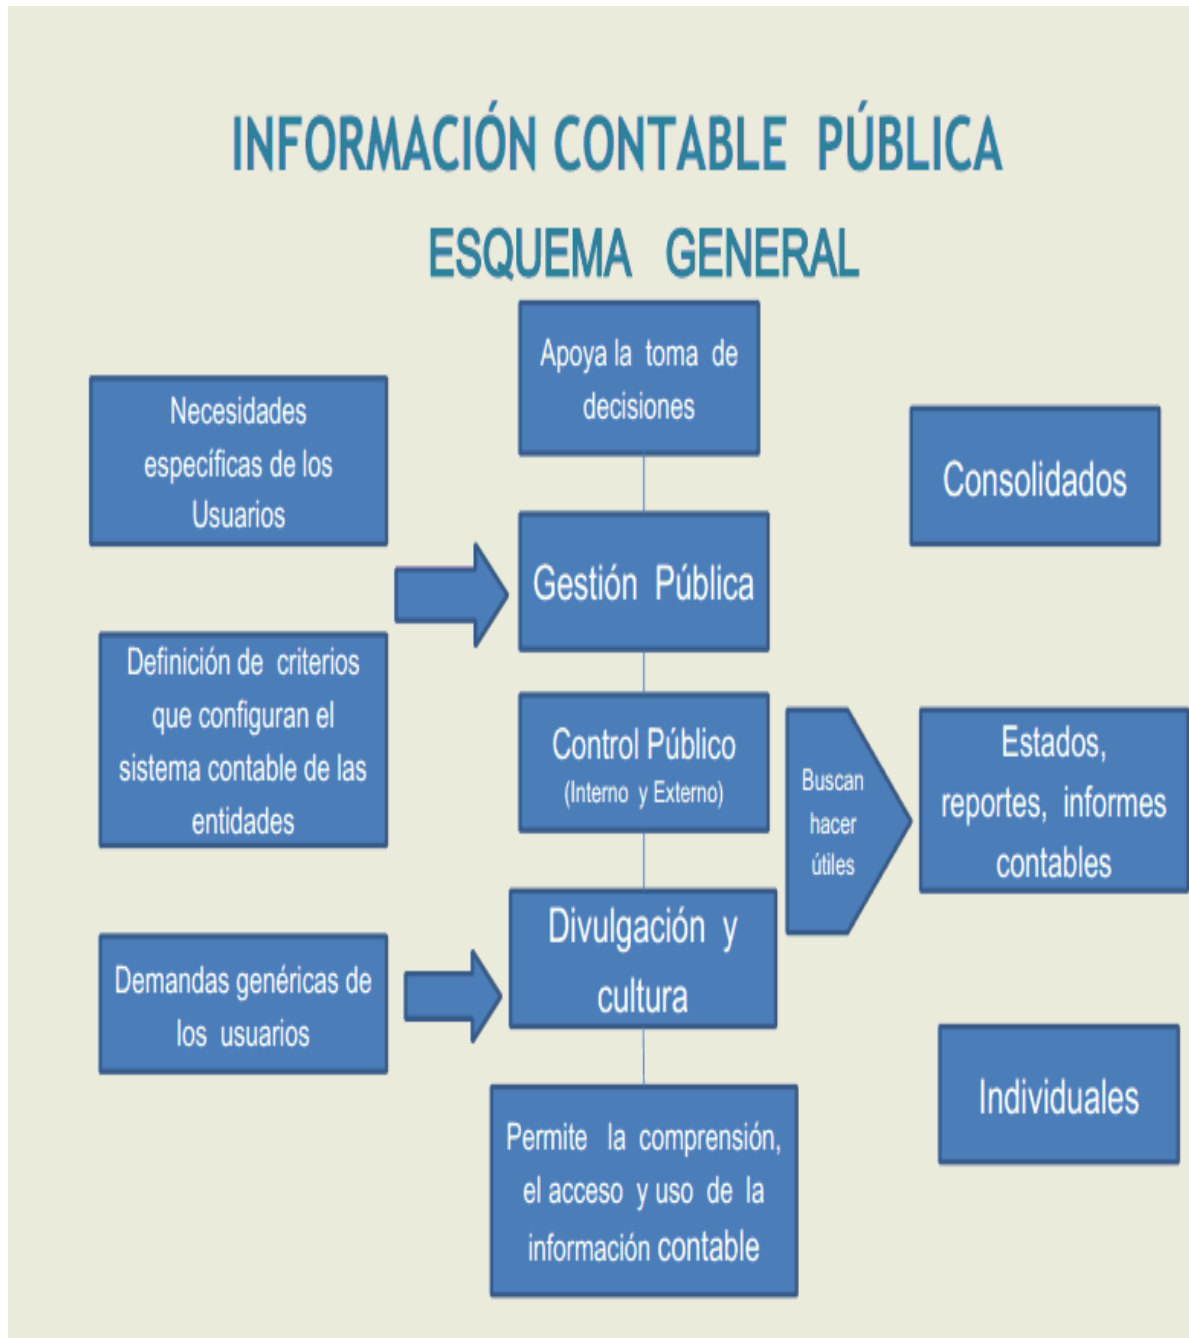 INFORMACIÓN CONTABLE PÚBLICA
ESQUEMA GENERAL
Necesidades
específicas de los
Usuarios
Definición de criterios
que configuran el
sistema contable de las
entidades
Demandas genéricas de
los usuarios
Apoya la toma de
decisiones
Gestión Pública
Control Público
(Interno y Externo)
Divulgación y
cultura
Permite la comprensión,
el acceso y uso de la
información contable
Buscan
hacer
útiles
Consolidados
Estados,
reportes, informes
contables
Individuales